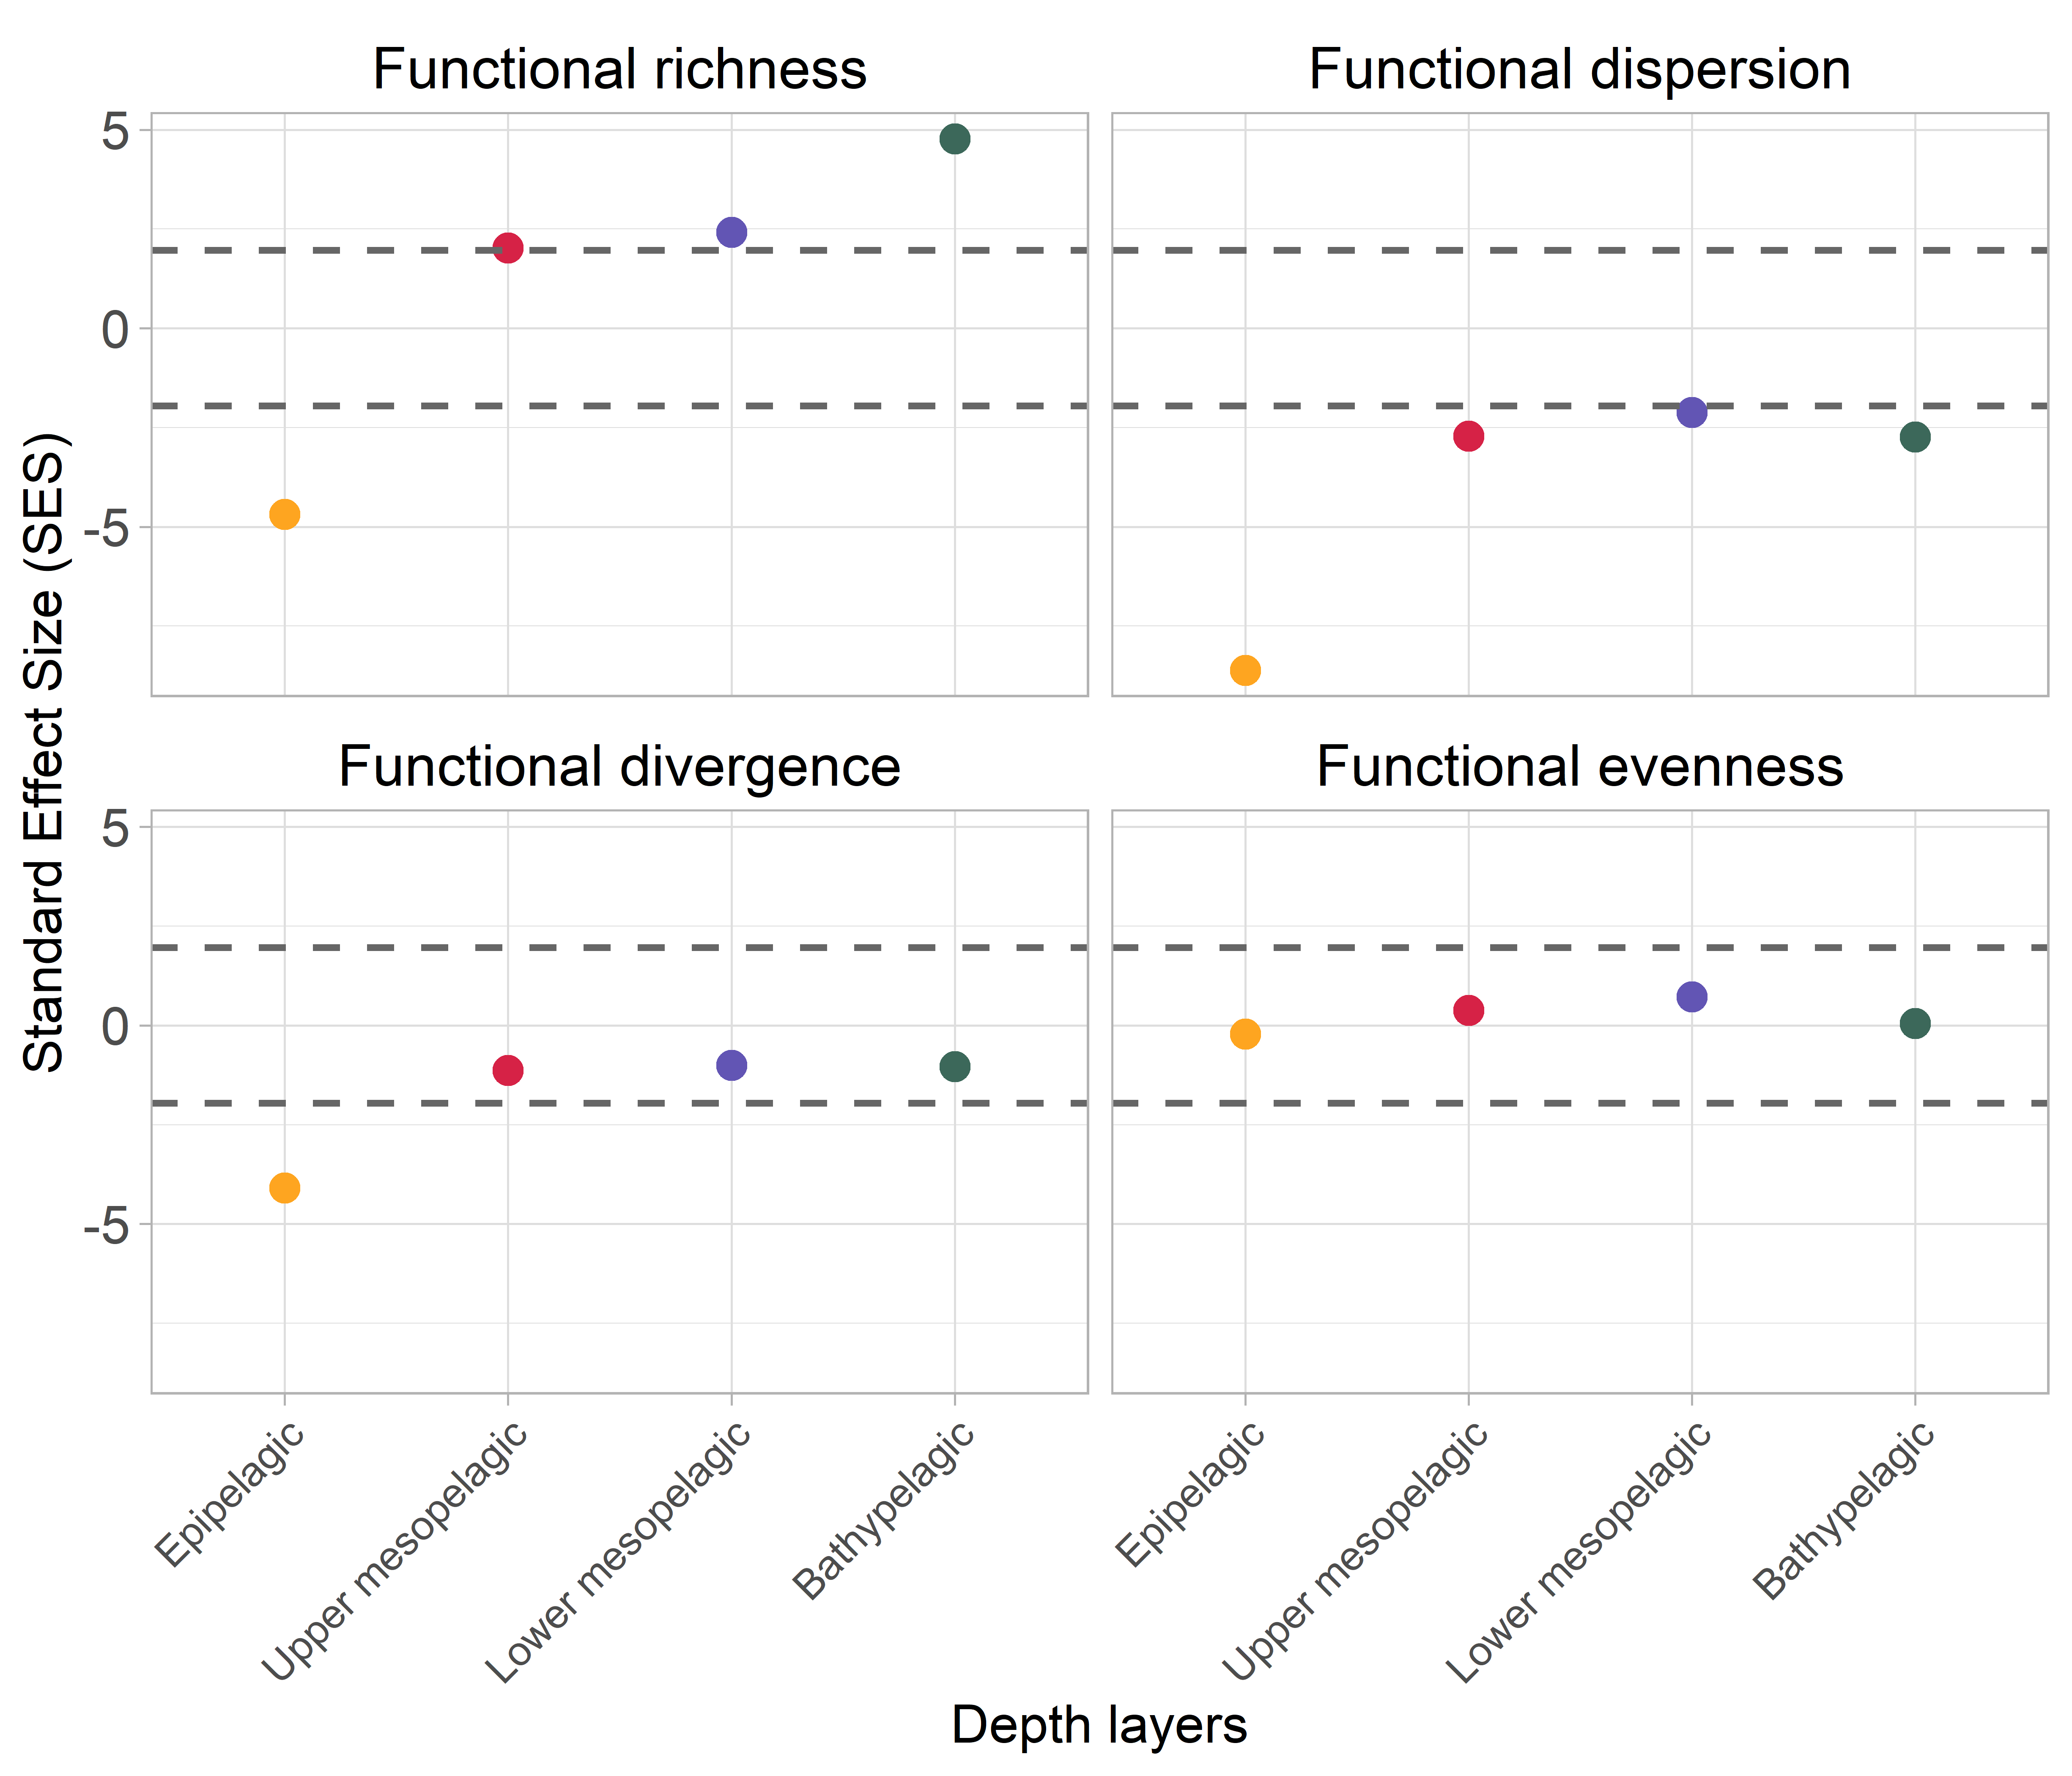 Functional richness
Functional dispersion
5
0
-5
Functional divergence
Functional evenness
5
0
-5
Standard Effect Size (SES)
Epipelagic
Upper mesopelagic
Lower mesopelagic
Bathypelagic
Epipelagic
Upper mesopelagic
Lower mesopelagic
Bathypelagic
Depth layers